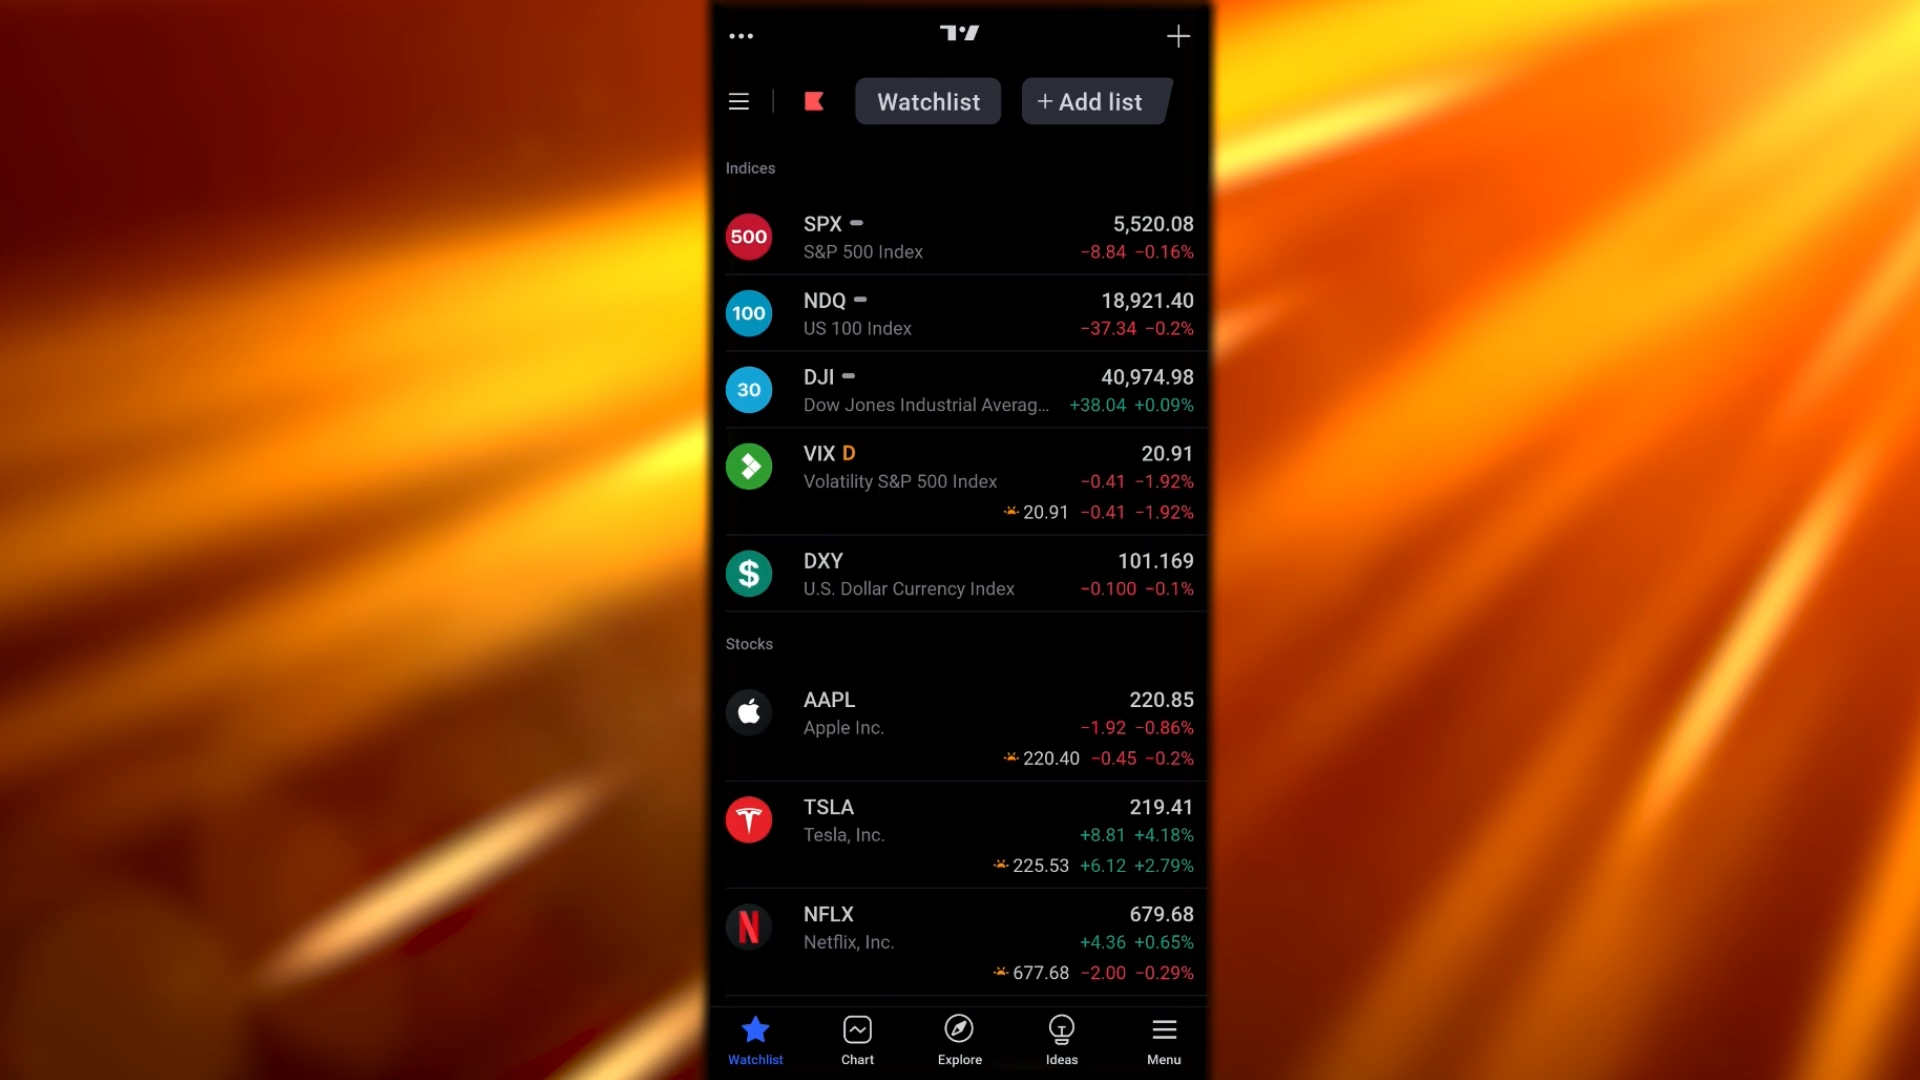 Watchlist
+ Add list
Indices
500
SPX
5,520.08
S&P 500 Index
−8.84 −0.16%
100
NDQ
18,921.40
US 100 Index
−37.34 −0.2%
30
DJI
40,974.98
Dow Jones Industrial Averag...
+38.04 +0.09%
VIX D
20.91
Volatility S&P 500 Index
−0.41 −1.92%
20.91 −0.41 −1.92%
$
DXY
101.169
U.S. Dollar Currency Index
−0.100 −0.1%
Stocks
AAPL
220.85
Apple Inc.
−1.92 −0.86%
220.40 −0.45 −0.2%
TSLA
219.41
Tesla, Inc.
+8.81 +4.18%
225.53 +6.12 +2.79%
N
NFLX
679.68
Netflix, Inc.
+4.36 +0.65%
677.68 −2.00 −0.29%
Watchlist
Chart
Explore
Ideas
Menu